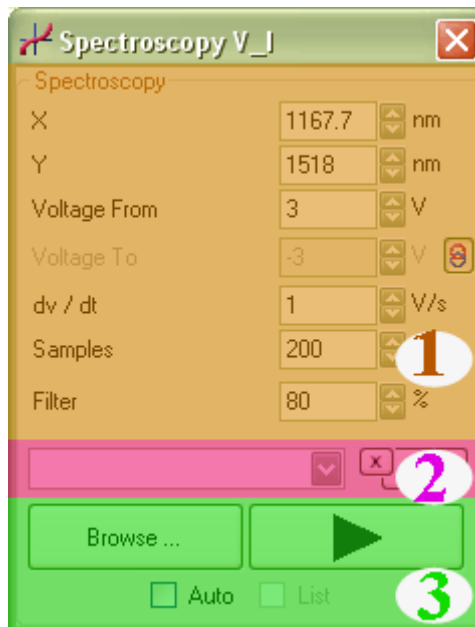 Spectroscopy V_I
Spectroscopy
X 1167.7 nm
Y 1518 nm
Voltage From 3 V
Voltage To -3 V
dv / dt 1 V/s
Samples 200 1
Filter 80 %
x 2
Browse ...
Auto List 3